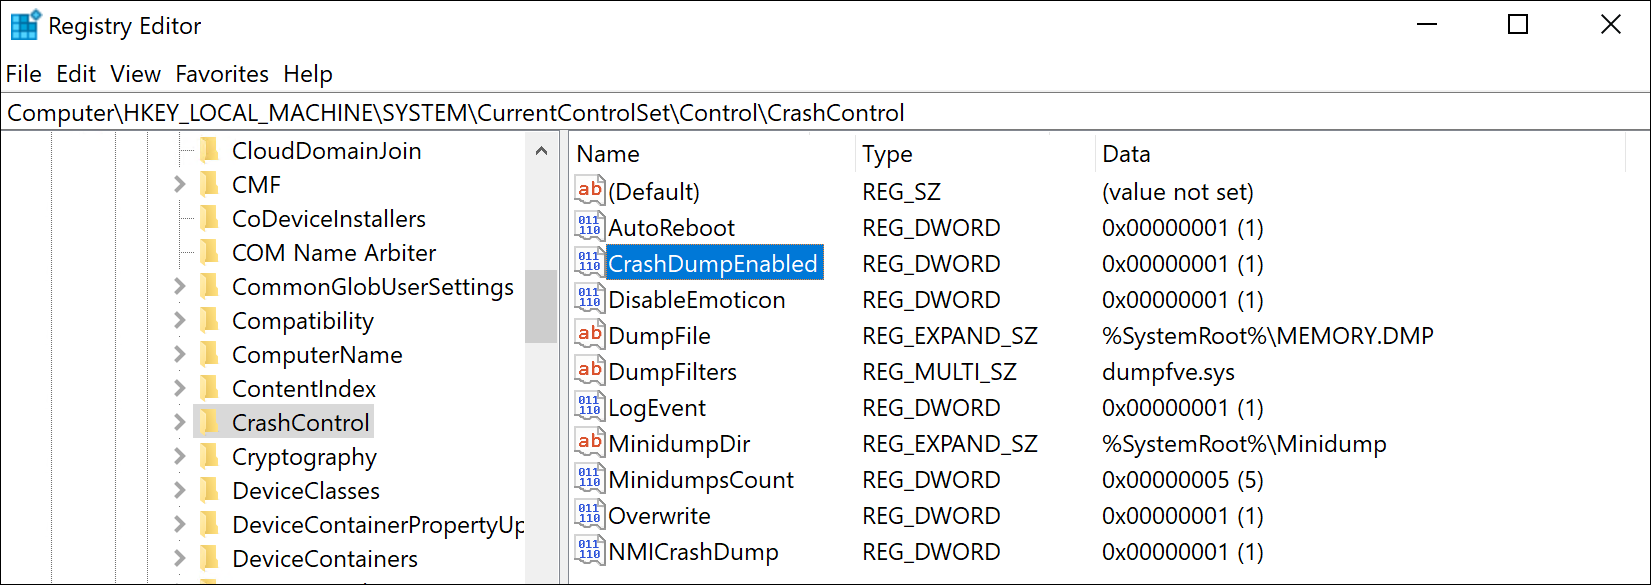 Registry Editor
File Edit View Favorites Help
Computer\HKEY_LOCAL_MACHINE\SYSTEM\CurrentControlSet\Control\CrashControl
CloudDomainJoin
CMF
CoDeviceInstallers
COM Name Arbiter
CommonGlobUserSettings
Compatibility
ComputerName
ContentIndex
CrashControl
Cryptography
DeviceClasses
DeviceContainerPropertyUp
DeviceContainers
Name Type Data
(Default) REG_SZ (value not set)
AutoReboot REG_DWORD 0x00000001 (1)
CrashDumpEnabled REG_DWORD 0x00000001 (1)
DisableEmoticon REG_DWORD 0x00000001 (1)
DumpFile REG_EXPAND_SZ %SystemRoot%\MEMORY.DMP
DumpFilters REG_MULTI_SZ dumpfve.sys
LogEvent REG_DWORD 0x00000001 (1)
MinidumpDir REG_EXPAND_SZ %SystemRoot%\Minidump
MinidumpsCount REG_DWORD 0x00000005 (5)
Overwrite REG_DWORD 0x00000001 (1)
NMICrashDump REG_DWORD 0x00000001 (1)